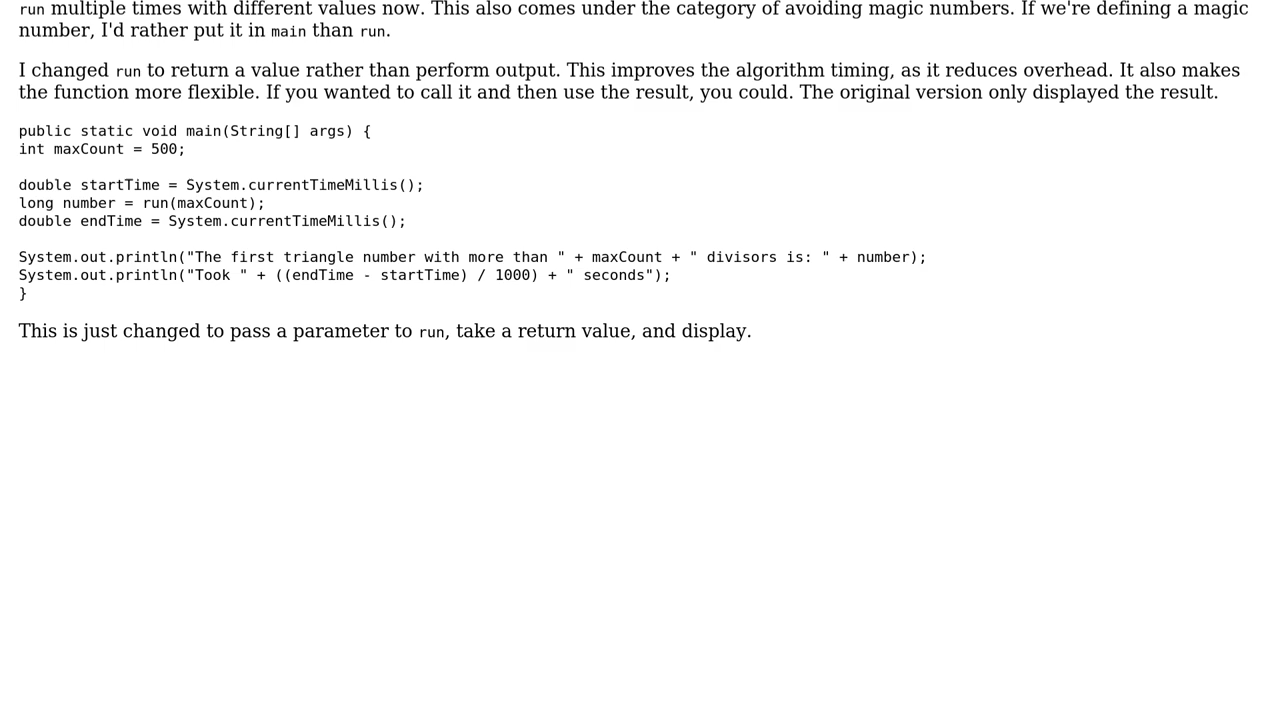 run multiple times with different values now. This also comes under the category of avoiding magic numbers. If we're defining a magic
number, I'd rather put it in main than run.
I changed run to return a value rather than perform output. This improves the algorithm timing, as it reduces overhead. It also makes
the function more flexible. If you wanted to call it and then use the result, you could. The original version only displayed the result.
public static void main(String[] args) {
int maxCount = 500;
double startTime = System.currentTimeMillis();
long number = run(maxCount);
double endTime = System.currentTimeMillis();
System.out.println("The first triangle number with more than " + maxCount + " divisors is: " + number);
System.out.println("Took " + ((endTime - startTime) / 1000) + " seconds");
}
This is just changed to pass a parameter to run, take a return value, and display.